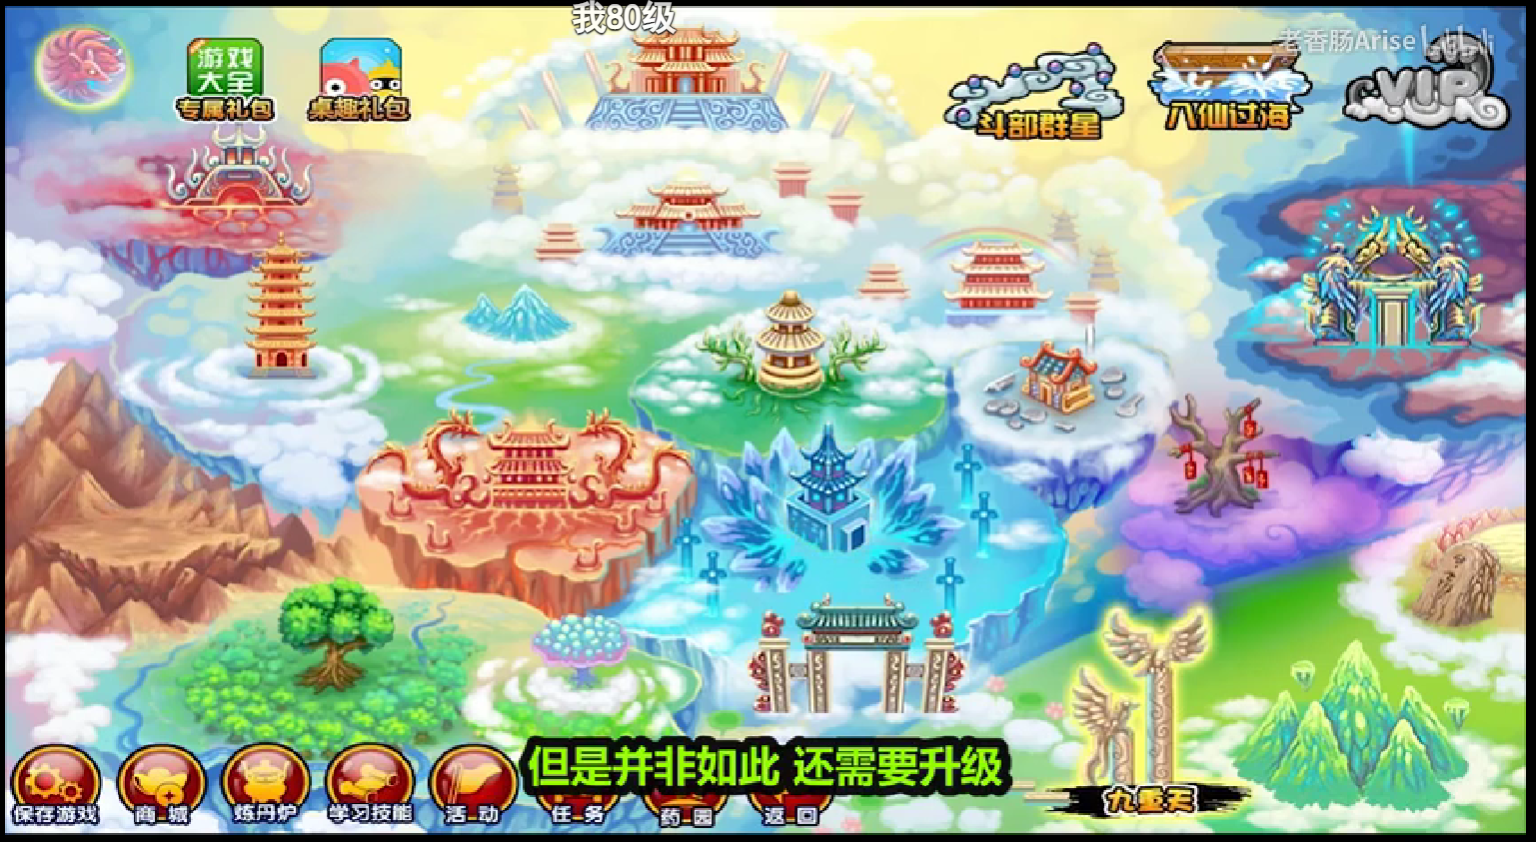 我80级
游戏
大全
专属礼包
桌趣礼包
斗部群星
八仙过海
老香肠Arise
VIP
九重天
但是并非如此 还需要升级
保存游戏
商城
炼丹炉
学习技能
活动
任务
药园
返回